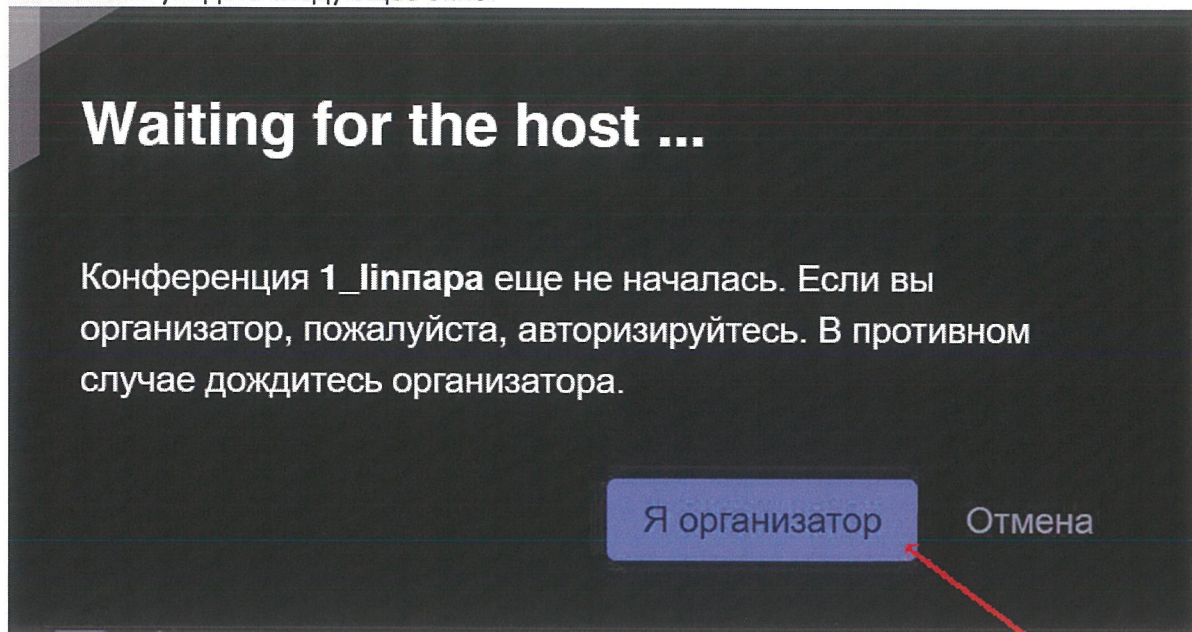 Waiting for the host ...
Конференция 1_linпара еще не началась. Если вы
организатор, пожалуйста, авторизируйтесь. В противном
случае дождитесь организатора.
Я организатор
Отмена